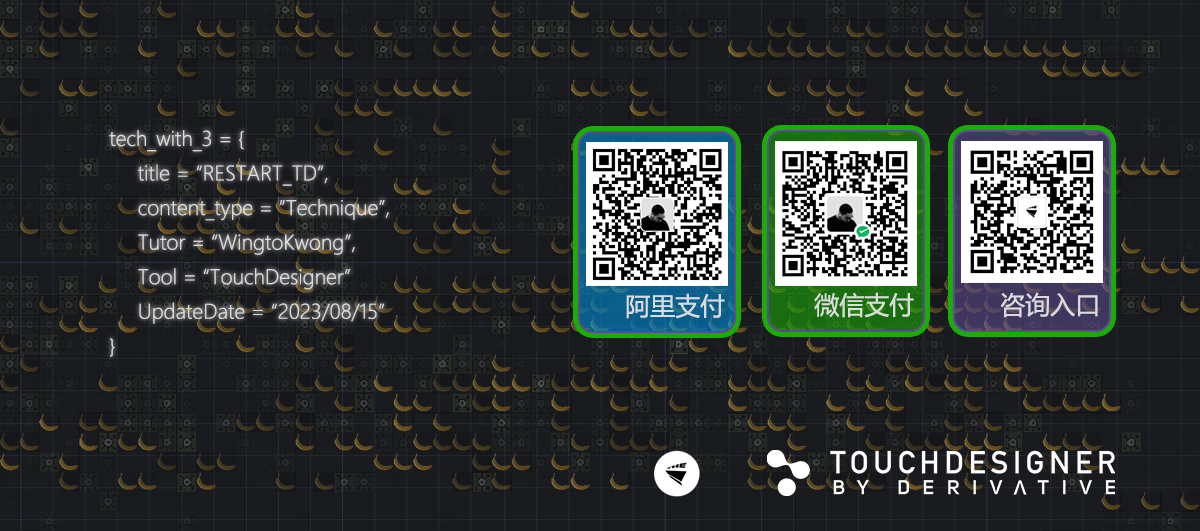 tech_with_3 = {
title = “RESTART_TD”,
content_type = “Technique”,
Tutor = “WingtoKwong”,
Tool = “TouchDesigner”
UpdateDate = “2023/08/15”
}
阿里支付
微信支付
咨询入口
TOUCHDESIGNER
BY DERIVATIVE